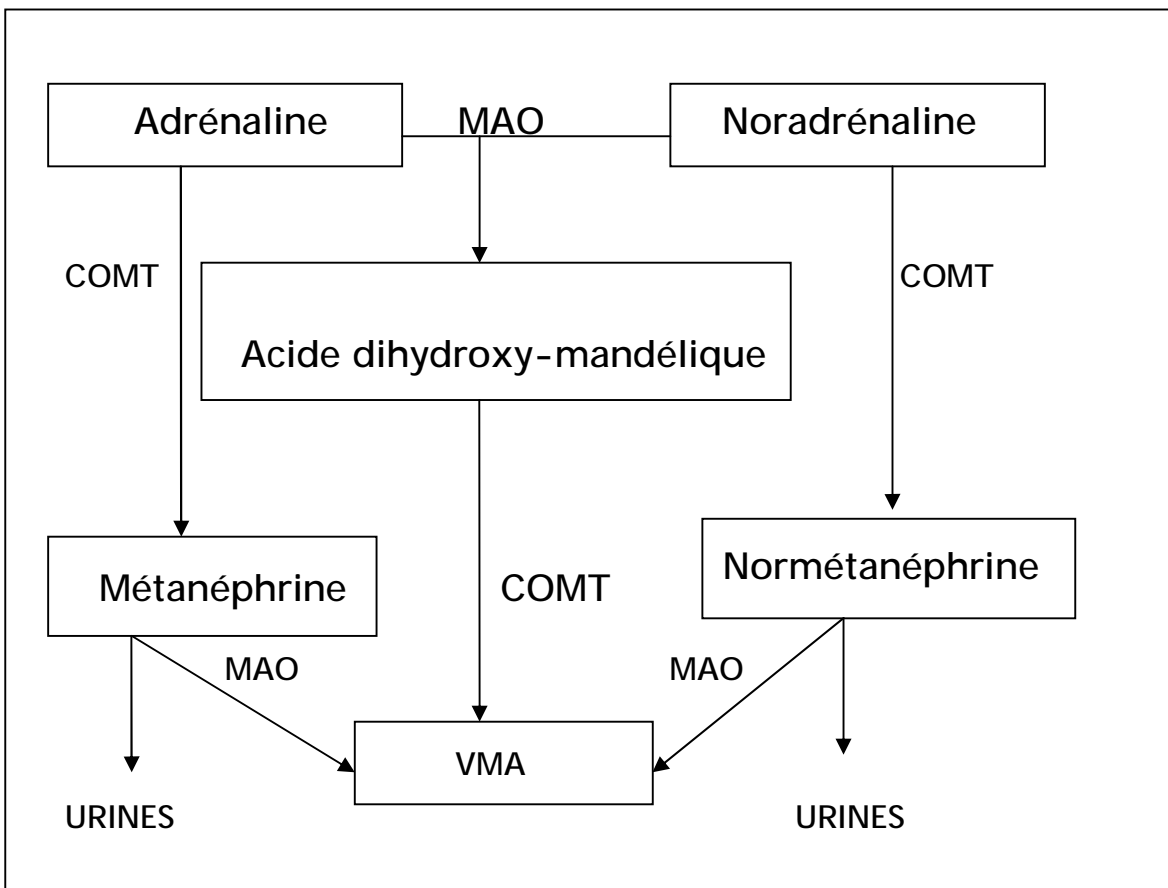 Adrénaline
MAO
Noradrénaline
COMT
COMT
Acide dihydroxy-mandélique
Métanéphrine
COMT
Normétanéphrine
MAO
MAO
VMA
URINES
URINES